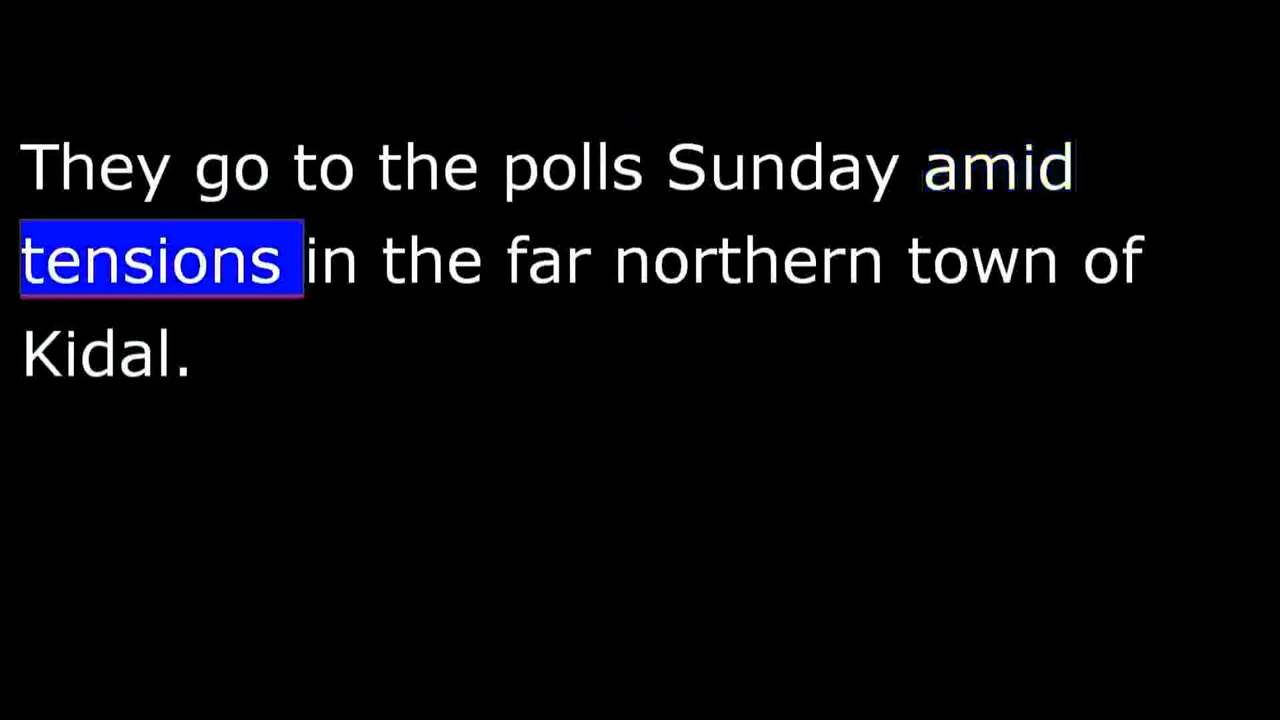 They go to the polls Sunday amid
tensions in the far northern town of
Kidal.